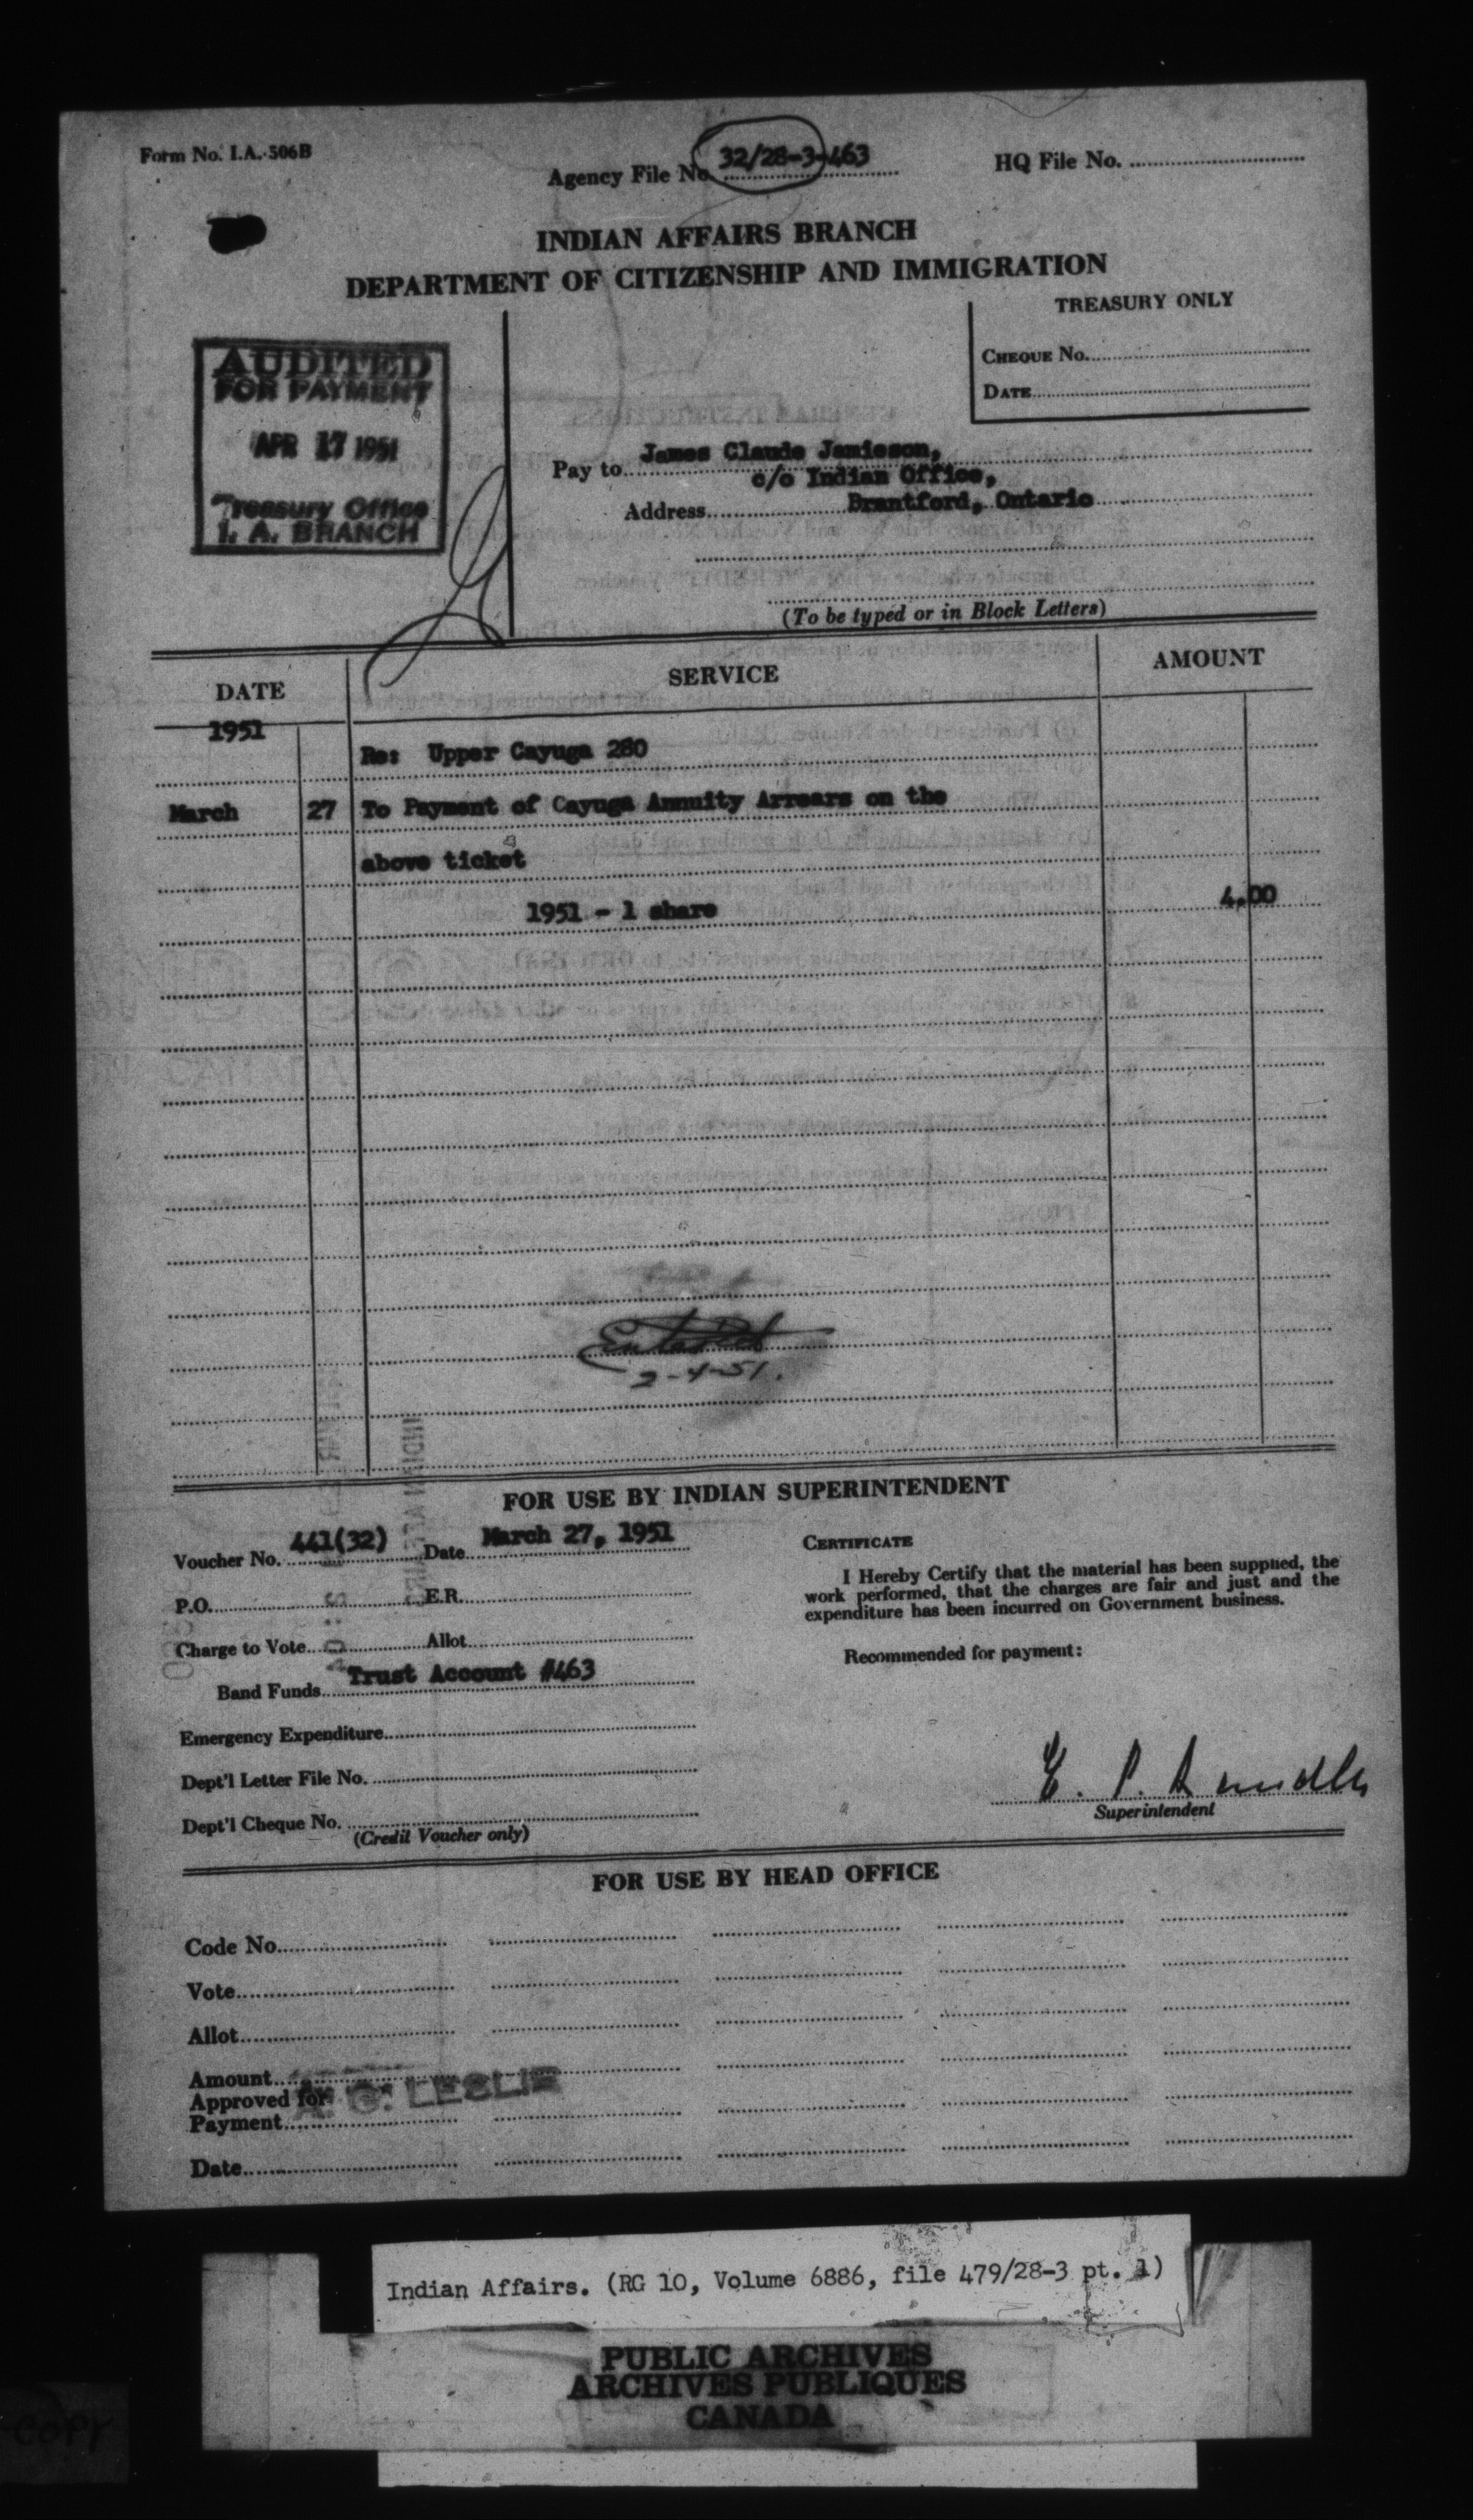 Form No. I.A. 506B
Agency File No. 32/28-3-463
HQ File No.
INDIAN AFFAIRS BRANCH
DEPARTMENT OF CITIZENSHIP AND IMMIGRATION
TREASURY ONLY
CHEQUE No.
DATE
AUDITED
FOR PAYMENT
APR 17 1951
Treasury Office
I. A. BRANCH
Pay to James Claude Jamieson,
c/o Indian Office,
Address Brantford, Ontario
(To be typed or in Block Letters)
DATE SERVICE AMOUNT
1951
Re: Upper Cayuga 280
March 27 To Payment of Cayuga Annuity Arrears on the
above ticket
1951 - 1 share 4.00
2-4-51.
FOR USE BY INDIAN SUPERINTENDENT
Voucher No. 441(32) Date March 27, 1951
P.O. E.R.
Charge to Vote Allot
Band Funds Trust Account #463
Emergency Expenditure
Dept'l Letter File No.
Dept'l Cheque No.
(Credit Voucher only)
CERTIFICATE
I Hereby Certify that the material has been supplied, the
work performed, that the charges are fair and just and the
expenditure has been incurred on Government business.
Recommended for payment:
E. P. Randle
Superintendent
FOR USE BY HEAD OFFICE
Code No.
Vote
Allot
Amount
Approved for
Payment
G. LESLIE
Date
Indian Affairs. (RG 10, Volume 6886, file 479/28-3 pt. 1)
PUBLIC ARCHIVES
ARCHIVES PUBLIQUES
CANADA
COPY